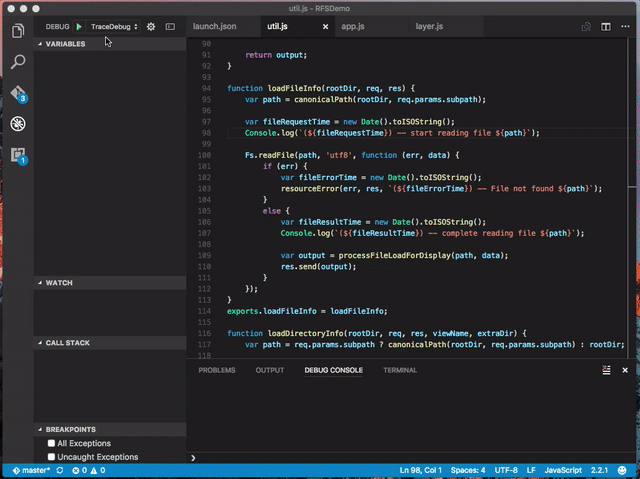 util.js — RFSDemo
DEBUG TraceDebug
launch.json util.js app.js layer.js
VARIABLES
WATCH
CALL STACK
BREAKPOINTS
All Exceptions
Uncaught Exceptions
3
1
90
91 return output;
92 }
93
94 function loadFileInfo(rootDir, req, res) {
95 var path = canonicalPath(rootDir, req.params.subpath);
96
97 var fileRequestTime = new Date().toISOString();
98 Console.log(`(${fileRequestTime}) -- start reading file ${path}`);
99
100 Fs.readFile(path, 'utf8', function (err, data) {
101 if (err) {
102 var fileErrorTime = new Date().toISOString();
103 resourceError(err, res, `(${fileErrorTime}) -- File not found ${path}`);
104 }
105 else {
106 var fileResultTime = new Date().toISOString();
107 Console.log(`(${fileResultTime}) -- complete reading file ${path}`);
108
109 var output = processFileLoadForDisplay(path, data);
110 res.send(output);
111 }
112 });
113 }
114 exports.loadFileInfo = loadFileInfo;
115
116 function loadDirectoryInfo(rootDir, req, res, viewName, extraDir) {
117 var path = req.params.subpath ? canonicalPath(rootDir, req.params.subpath) : rootDir;
118
PROBLEMS OUTPUT DEBUG CONSOLE TERMINAL
master* 0 0 Ln 98, Col 1 Spaces: 4 UTF-8 LF JavaScript 2.2.1